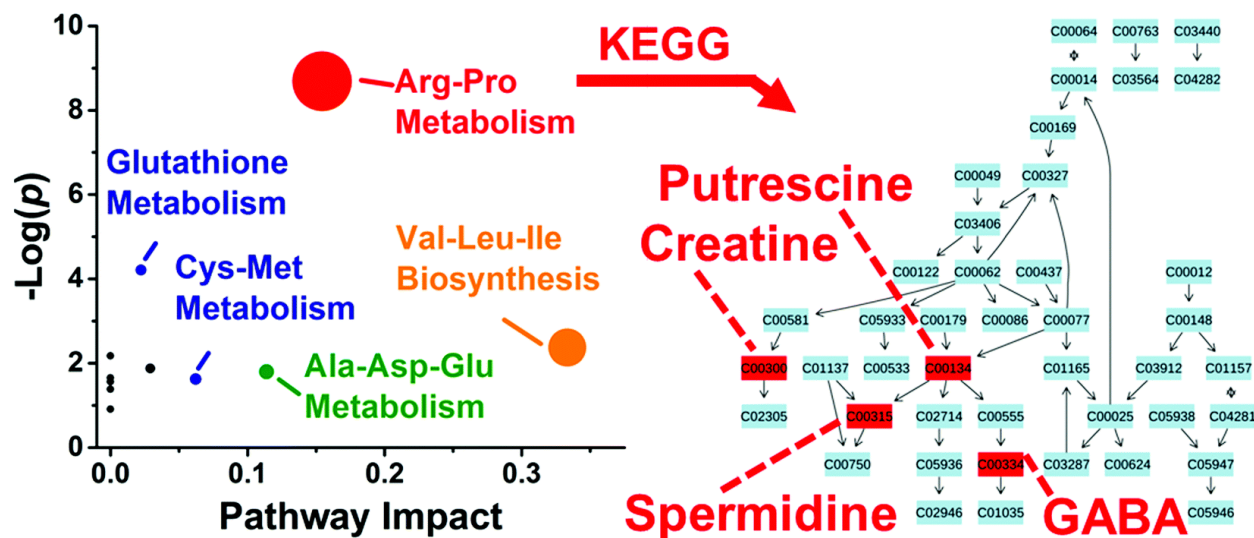 10
8
6
4
2
0
-Log(p)
0.0 0.1 0.2 0.3
Pathway Impact
Arg-Pro
Metabolism
Glutathione
Metabolism
Cys-Met
Metabolism
Val-Leu-Ile
Biosynthesis
Ala-Asp-Glu
Metabolism
KEGG
Putrescine
Creatine
Spermidine
GABA
C00064 C00763 C03440
C00014 C03564 C04282
C00169
C00049 C00327
C03406
C00122 C00062 C00437 C00012
C00581 C05933 C00179 C00086 C00077 C00148
C00300 C01137 C00533 C00134 C01165 C03912 C01157
C02305 C00315 C02714 C00555 C00025 C05938 C04281
C00750 C05936 C00334 C03287 C00624 C05947
C02946 C01035 C05946